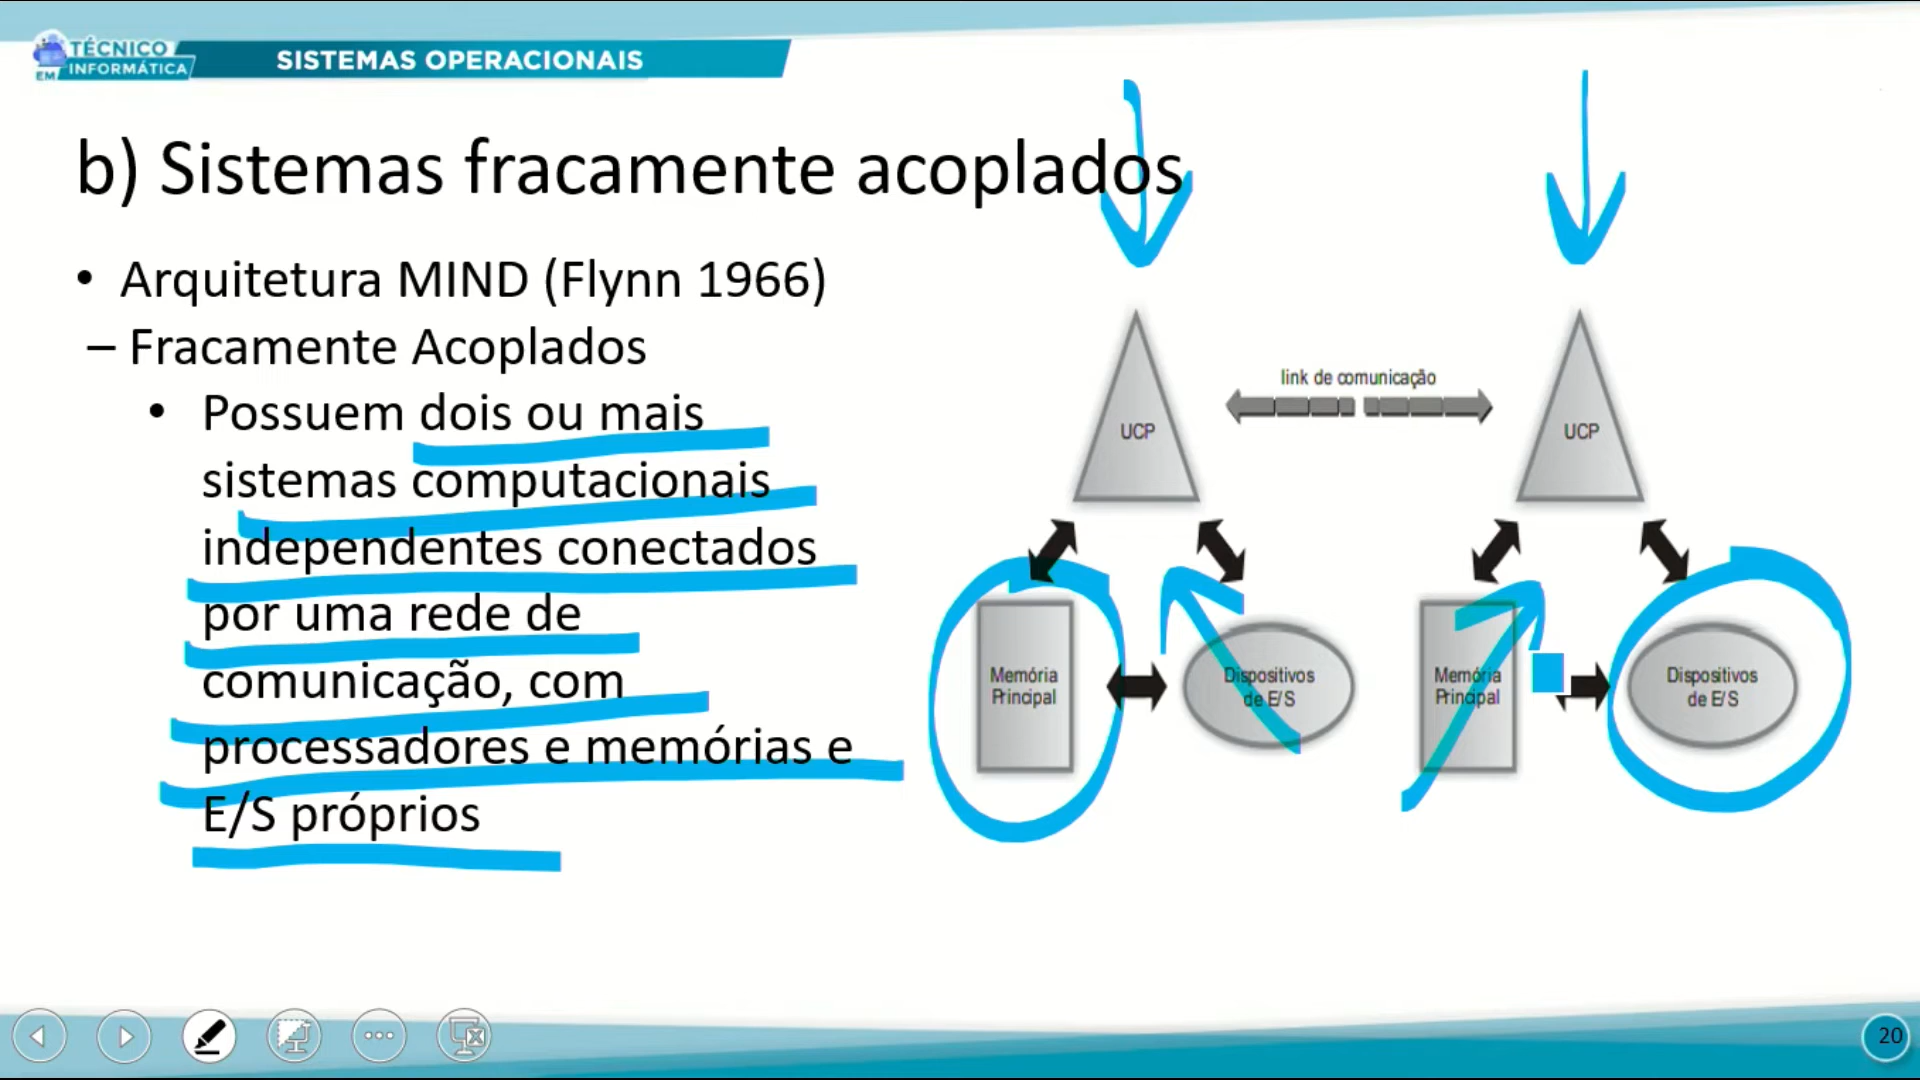 TÉCNICO
EM INFORMÁTICA
SISTEMAS OPERACIONAIS
b) Sistemas fracamente acoplados
• Arquitetura MIND (Flynn 1966)
– Fracamente Acoplados
• Possuem dois ou mais
sistemas computacionais
independentes conectados
por uma rede de
comunicação, com
processadores e memórias e
E/S próprios
link de comunicação
UCP
UCP
Memória
Principal
Dispositivos
de E/S
Memória
Principal
Dispositivos
de E/S
20